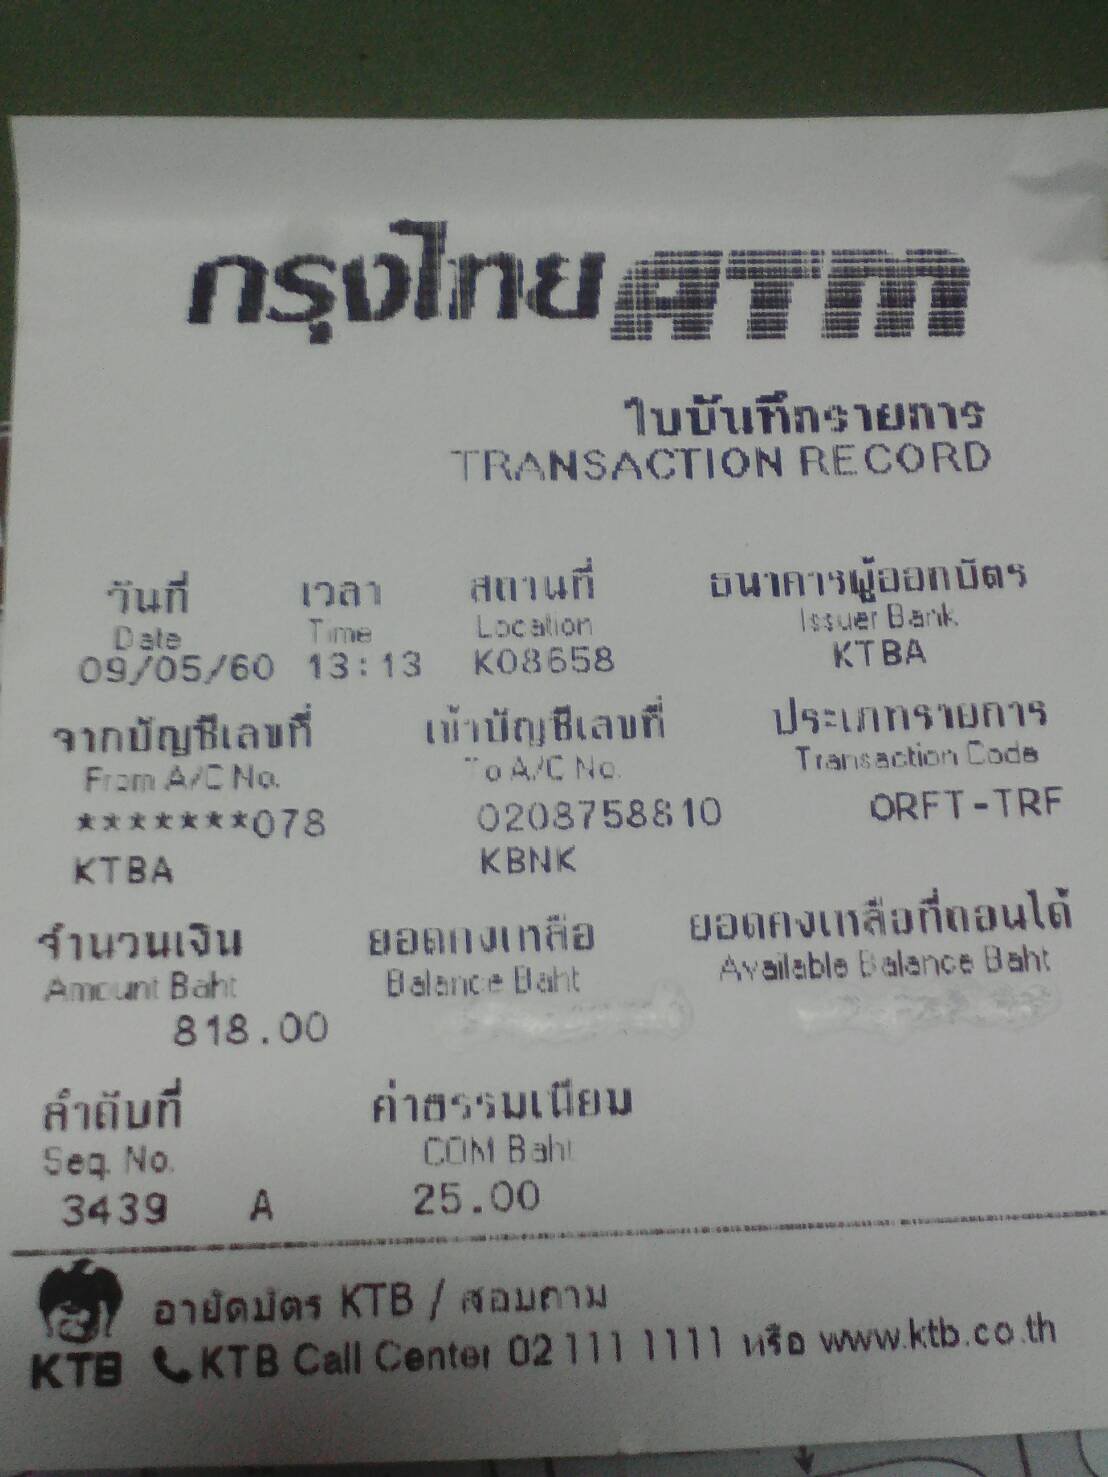 กรุงไทย ATM
ใบบันทึกรายการ
TRANSACTION RECORD
วันที่ เวลา สถานที่ ธนาคารผู้ออกบัตร
Date Time Location Issuer Bank
09/05/60 13:13 K08658 KTBA
จากบัญชีเลขที่ เข้าบัญชีเลขที่ ประเภทรายการ
From A/C No. To A/C No. Transaction Code
*******078 0208758810 ORFT-TRF
KTBA KBNK
จำนวนเงิน ยอดคงเหลือ ยอดคงเหลือที่ถอนได้
Amount Baht Balance Baht Available Balance Baht
818.00
ลำดับที่ ค่าธรรมเนียม
Seq. No. COM Baht
3439 A 25.00
อายัดบัตร KTB / สอบถาม
KTB KTB Call Center 02 111 1111 หรือ www.ktb.co.th